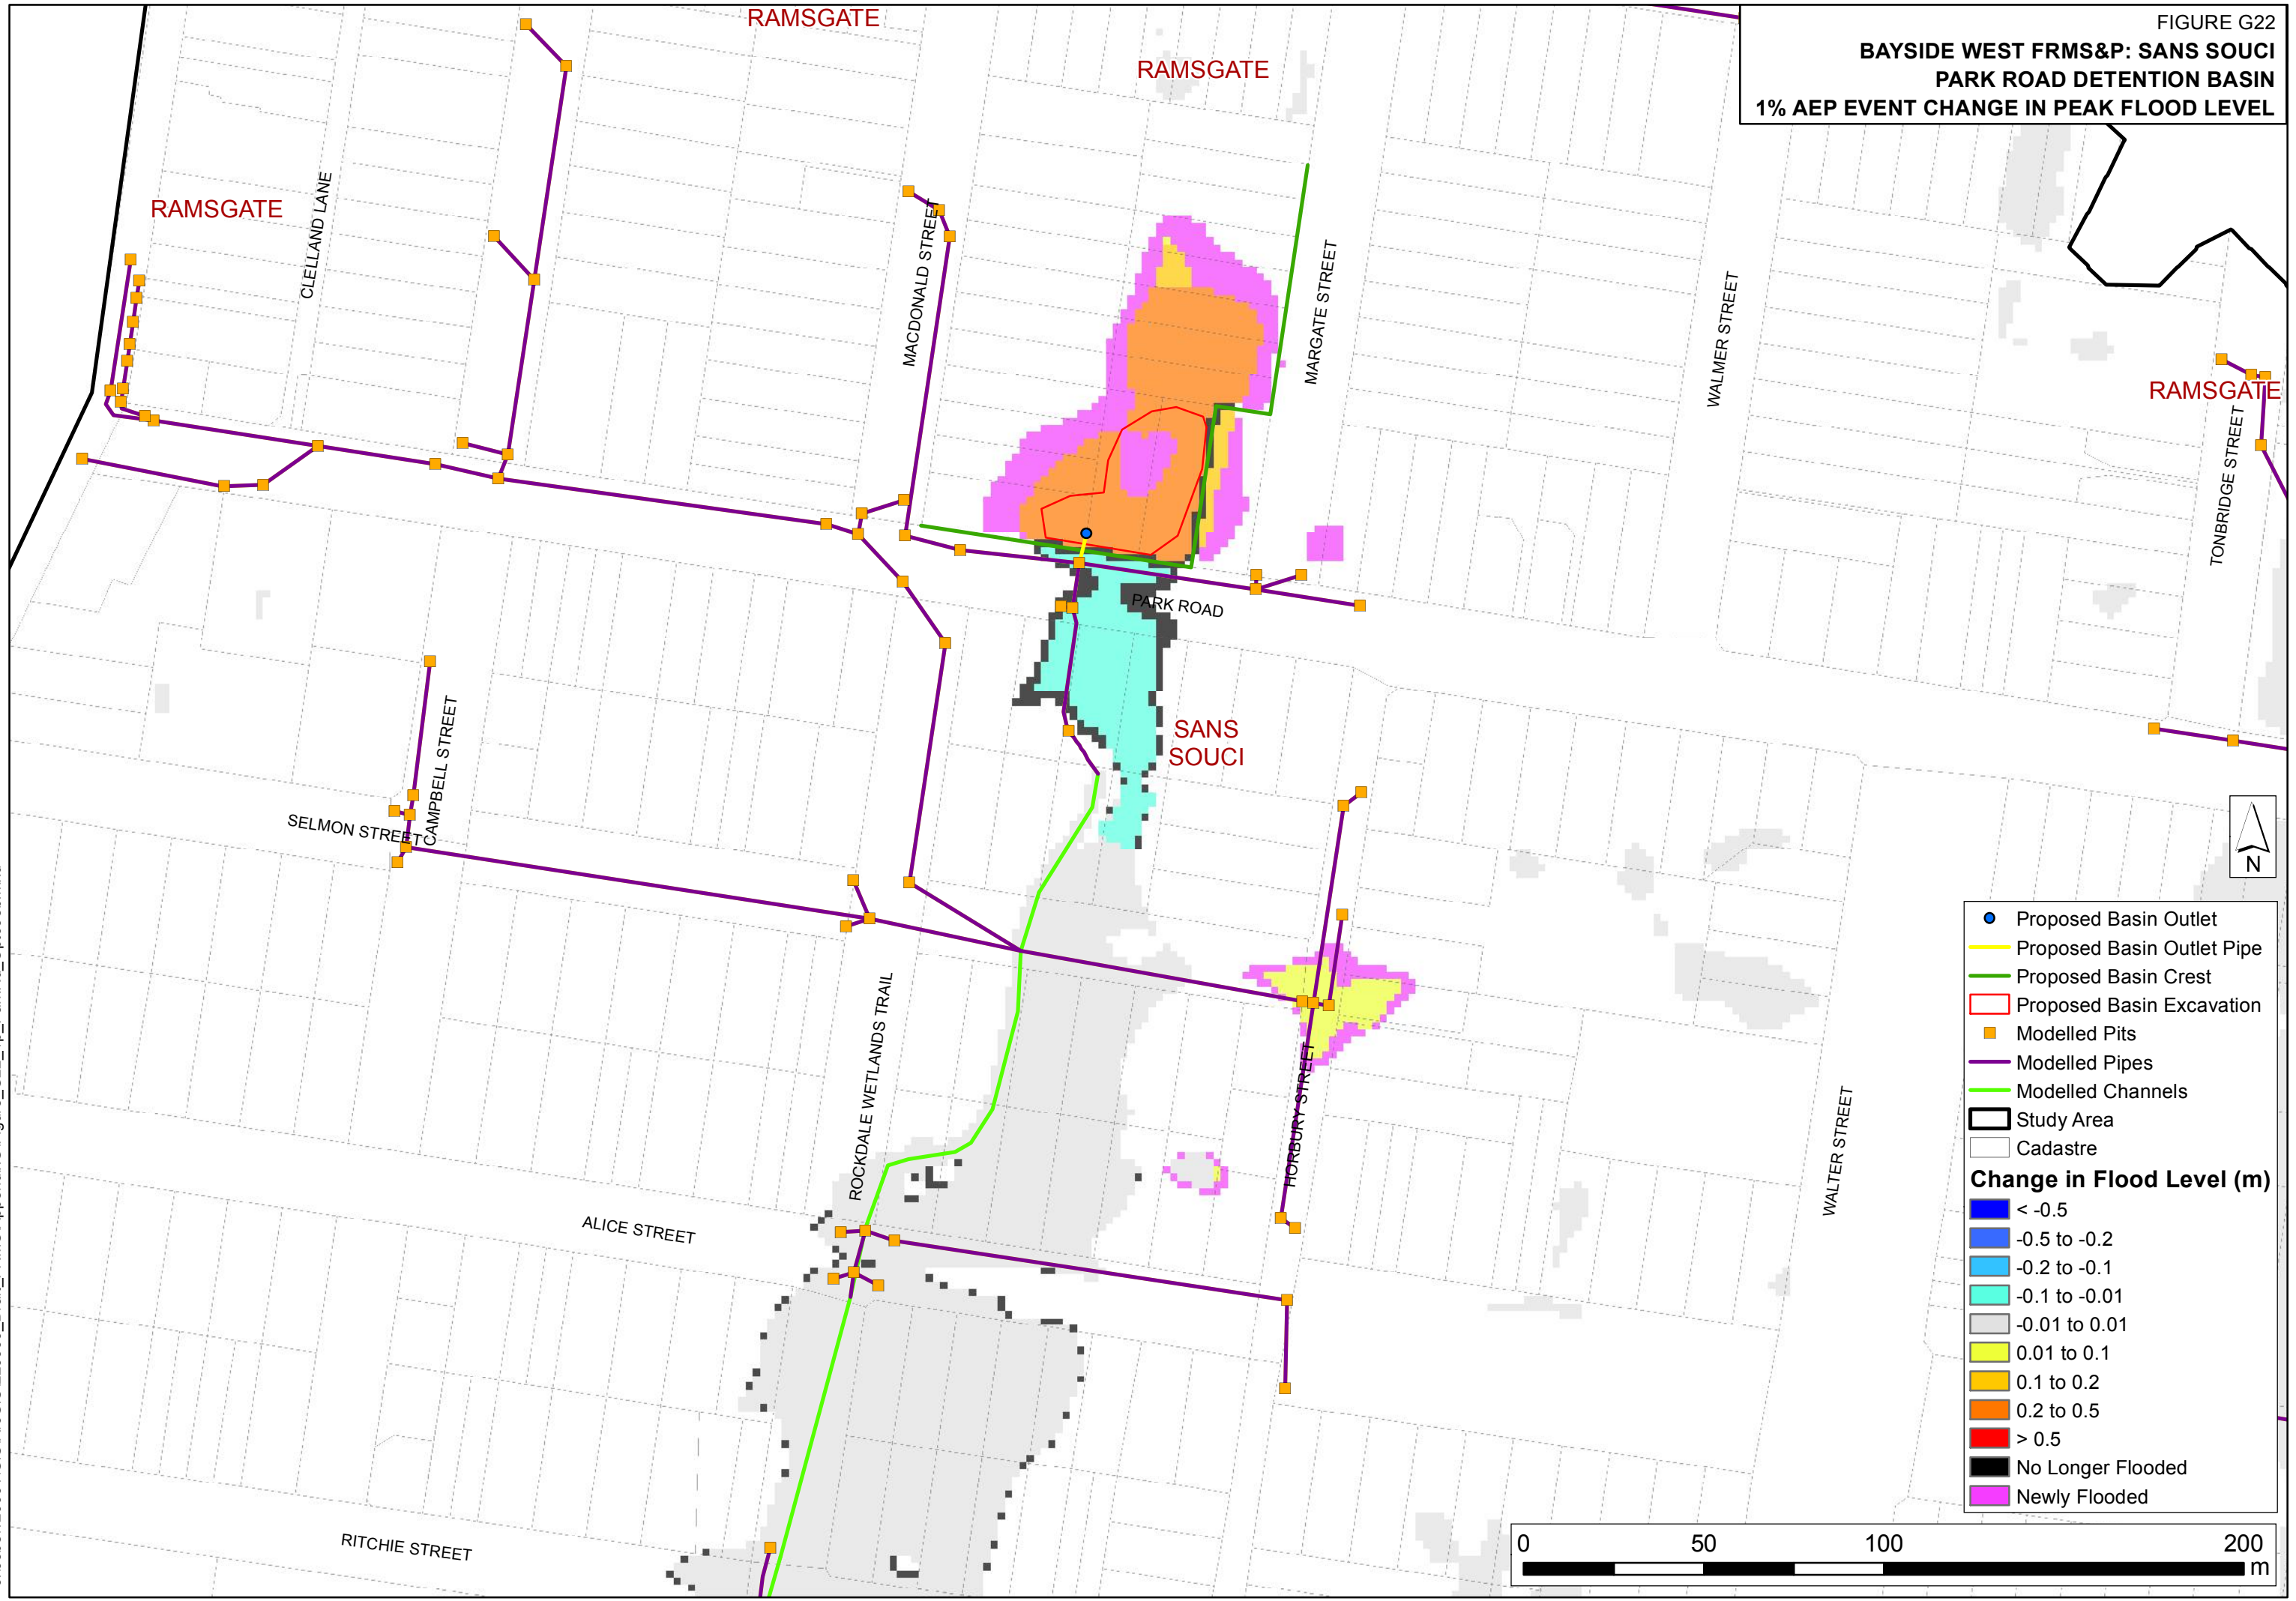 FIGURE G22
BAYSIDE WEST FRMS&P: SANS SOUCI
PARK ROAD DETENTION BASIN
1% AEP EVENT CHANGE IN PEAK FLOOD LEVEL
RAMSGATE
RAMSGATE
RAMSGATE
RAMSGATE
CLELLAND LANE
MACDONALD STREET
MARGATE STREET
WALMER STREET
TONBRIDGE STREET
PARK ROAD
SANS
SOUCI
CAMPBELL STREET
SELMON STREET
ROCKDALE WETLANDS TRAIL
HORBURY STREET
WALTER STREET
ALICE STREET
RITCHIE STREET
N
Proposed Basin Outlet
Proposed Basin Outlet Pipe
Proposed Basin Crest
Proposed Basin Excavation
Modelled Pits
Modelled Pipes
Modelled Channels
Study Area
Cadastre
Change in Flood Level (m)
< -0.5
-0.5 to -0.2
-0.2 to -0.1
-0.1 to -0.01
-0.01 to 0.01
0.01 to 0.1
0.1 to 0.2
0.2 to 0.5
> 0.5
No Longer Flooded
Newly Flooded
0 50 100 200
m